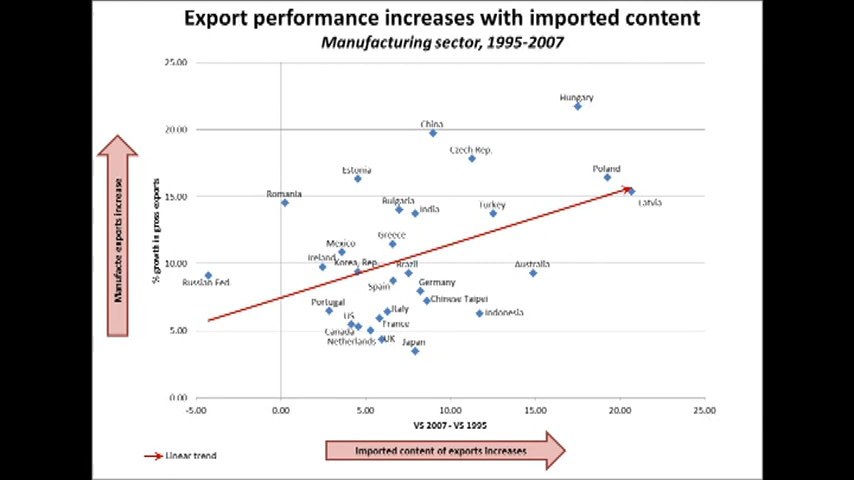 Export performance increases with imported content
Manufacturing sector, 1995-2007
25.00
Hungary
20.00
China
Czech Rep.
Estonia
Poland
15.00
Romania
Bulgaria
India
Turkey
Latvia
Greece
Mexico
10.00
Ireland
Korea, Rep.
Brazil
Australia
Russian Fed.
Spain
Germany
Chinese Taipei
Portugal
Italy
Indonesia
US
France
5.00
Canada
Netherlands
UK
Japan
0.00
-5.00 0.00 5.00 10.00 15.00 20.00 25.00
VS 2007 - VS 1995
Manufacte exports increase
% growth in gross exports
Imported content of exports increases
Linear trend